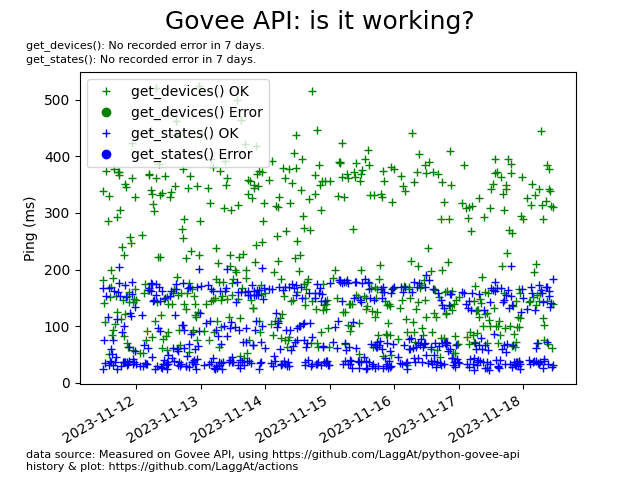 Govee API: is it working?
get_devices(): No recorded error in 7 days.
get_states(): No recorded error in 7 days.
get_devices() OK
get_devices() Error
get_states() OK
get_states() Error
Ping (ms)
500
400
300
200
100
0
2023-11-12
2023-11-13
2023-11-14
2023-11-15
2023-11-16
2023-11-17
2023-11-18
data source: Measured on Govee API, using https://github.com/LaggAt/python-govee-api
history & plot: https://github.com/LaggAt/actions